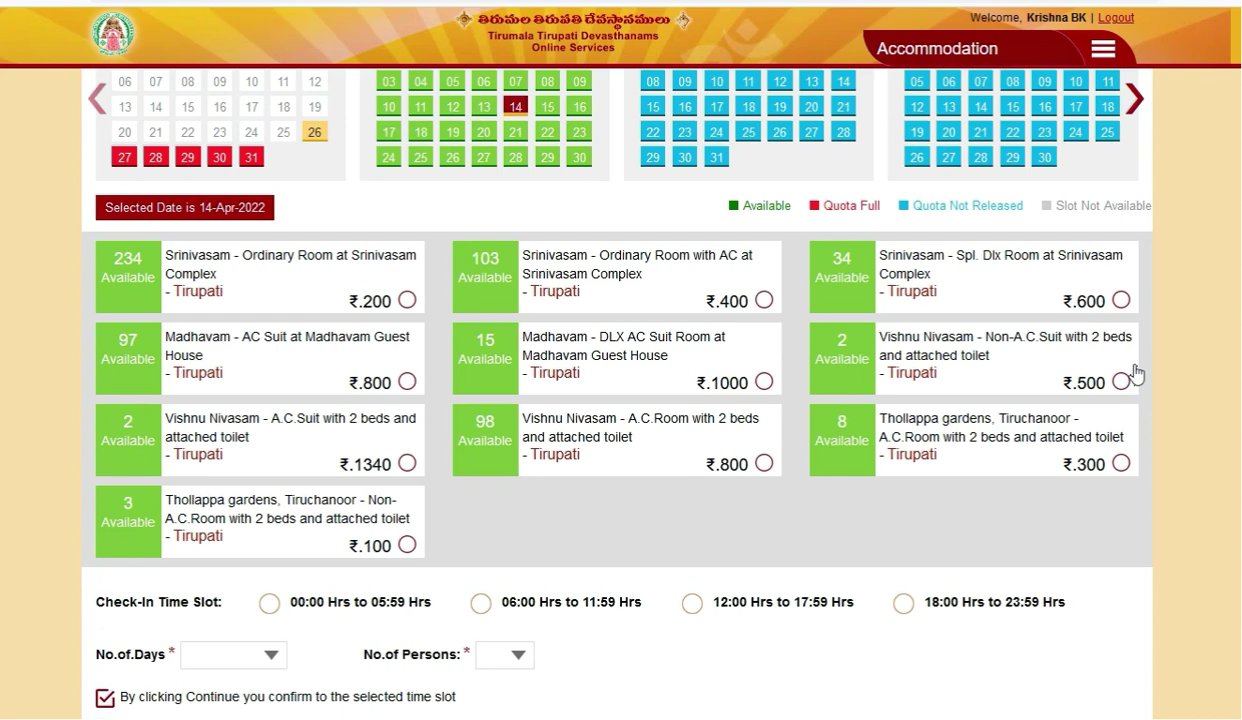 తిరుమల తిరుపతి దేవస్థానములు
Tirumala Tirupati Devasthanams
Online Services
Welcome, Krishna BK | Logout
Accommodation
06 07 08 09 10 11 12
13 14 15 16 17 18 19
20 21 22 23 24 25 26
27 28 29 30 31
03 04 05 06 07 08 09
10 11 12 13 14 15 16
17 18 19 20 21 22 23
24 25 26 27 28 29 30
08 09 10 11 12 13 14
15 16 17 18 19 20 21
22 23 24 25 26 27 28
29 30 31
05 06 07 08 09 10 11
12 13 14 15 16 17 18
19 20 21 22 23 24 25
26 27 28 29 30
Selected Date is 14-Apr-2022
Available Quota Full Quota Not Released Slot Not Available
234
Available
Srinivasam - Ordinary Room at Srinivasam
Complex
- Tirupati
₹.200
103
Available
Srinivasam - Ordinary Room with AC at
Srinivasam Complex
- Tirupati
₹.400
34
Available
Srinivasam - Spl. Dlx Room at Srinivasam
Complex
- Tirupati
₹.600
97
Available
Madhavam - AC Suit at Madhavam Guest
House
- Tirupati
₹.800
15
Available
Madhavam - DLX AC Suit Room at
Madhavam Guest House
- Tirupati
₹.1000
2
Available
Vishnu Nivasam - Non-A.C.Suit with 2 beds
and attached toilet
- Tirupati
₹.500
2
Available
Vishnu Nivasam - A.C.Suit with 2 beds and
attached toilet
- Tirupati
₹.1340
98
Available
Vishnu Nivasam - A.C.Room with 2 beds
and attached toilet
- Tirupati
₹.800
8
Available
Thollappa gardens, Tiruchanoor -
A.C.Room with 2 beds and attached toilet
- Tirupati
₹.300
3
Available
Thollappa gardens, Tiruchanoor - Non-
A.C.Room with 2 beds and attached toilet
- Tirupati
₹.100
Check-In Time Slot: 00:00 Hrs to 05:59 Hrs 06:00 Hrs to 11:59 Hrs 12:00 Hrs to 17:59 Hrs 18:00 Hrs to 23:59 Hrs
No.of.Days * No.of Persons: *
By clicking Continue you confirm to the selected time slot